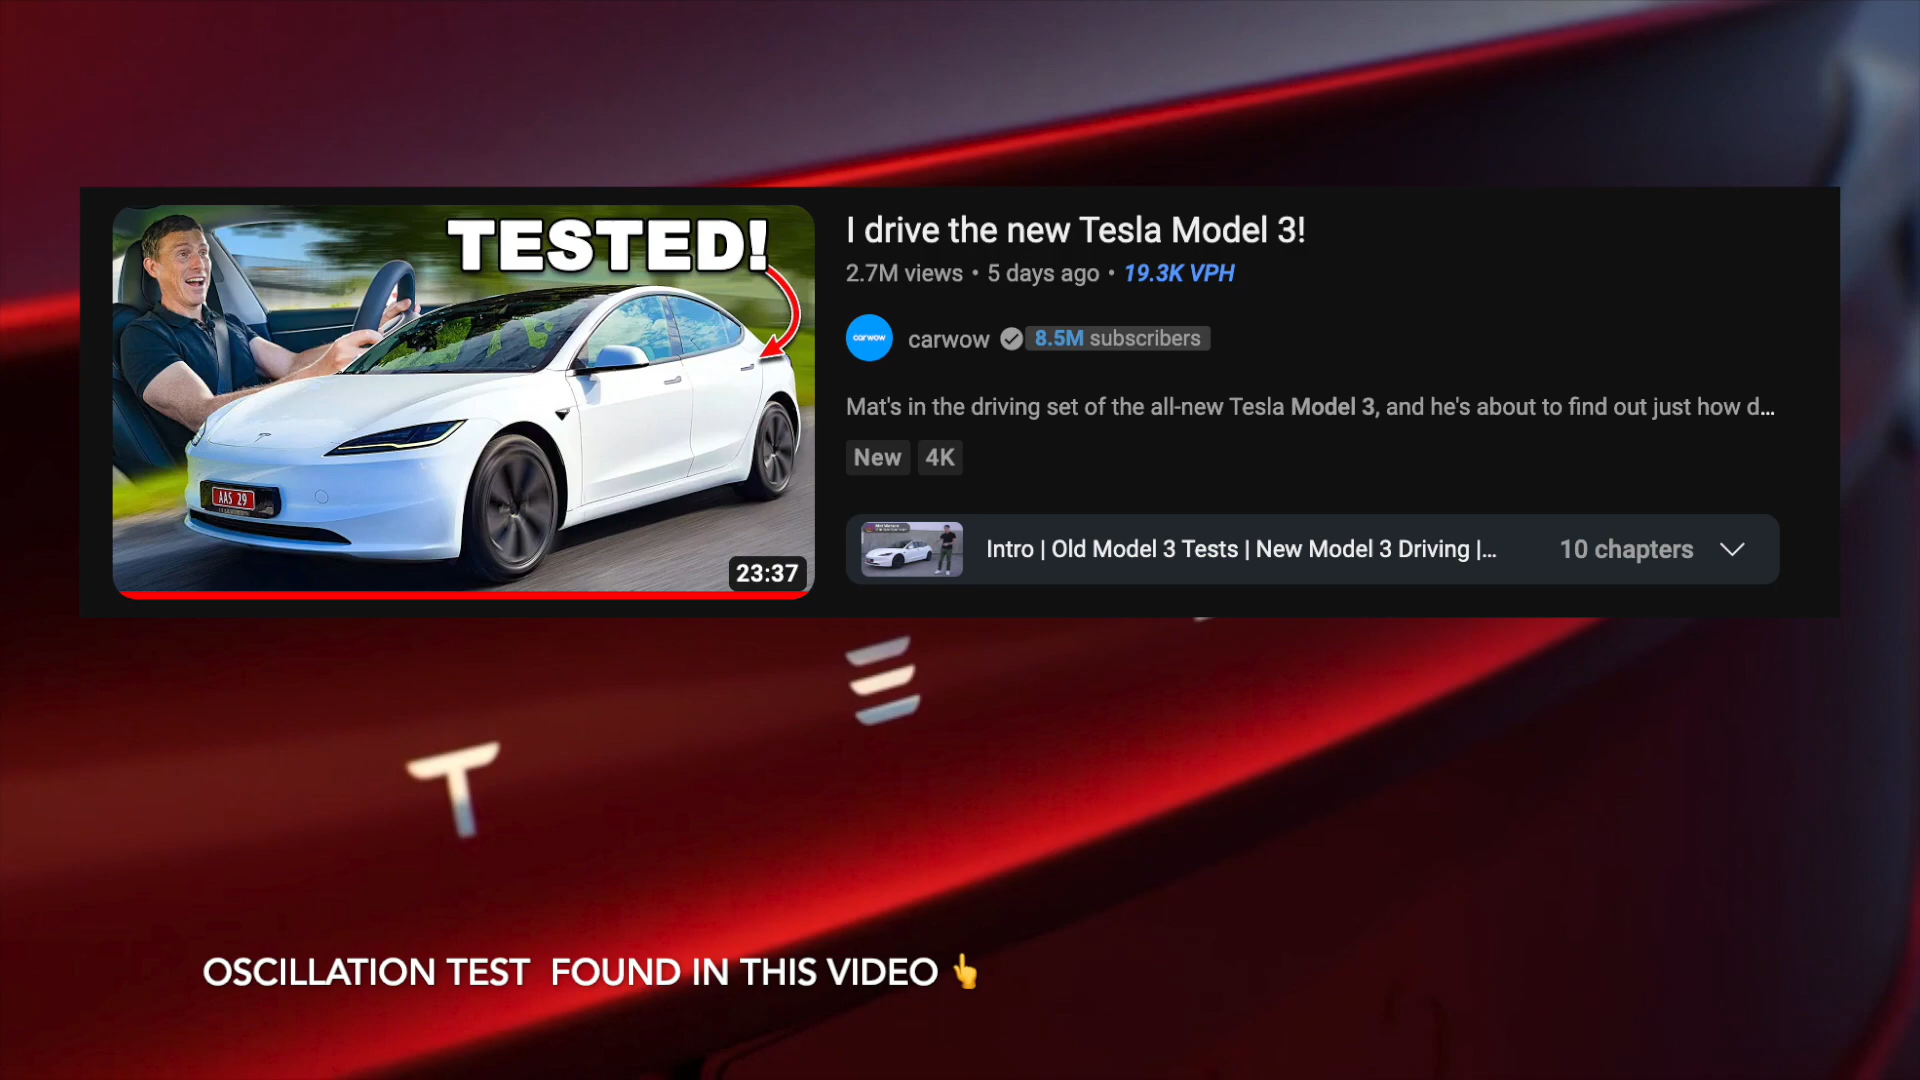 TESTED!
AAS 29
23:37
I drive the new Tesla Model 3!
2.7M views • 5 days ago • 19.3K VPH
carwow
carwow 8.5M subscribers
Mat's in the driving set of the all-new Tesla Model 3, and he's about to find out just how d...
New 4K
Intro | Old Model 3 Tests | New Model 3 Driving |... 10 chapters
T E
OSCILLATION TEST FOUND IN THIS VIDEO 👆